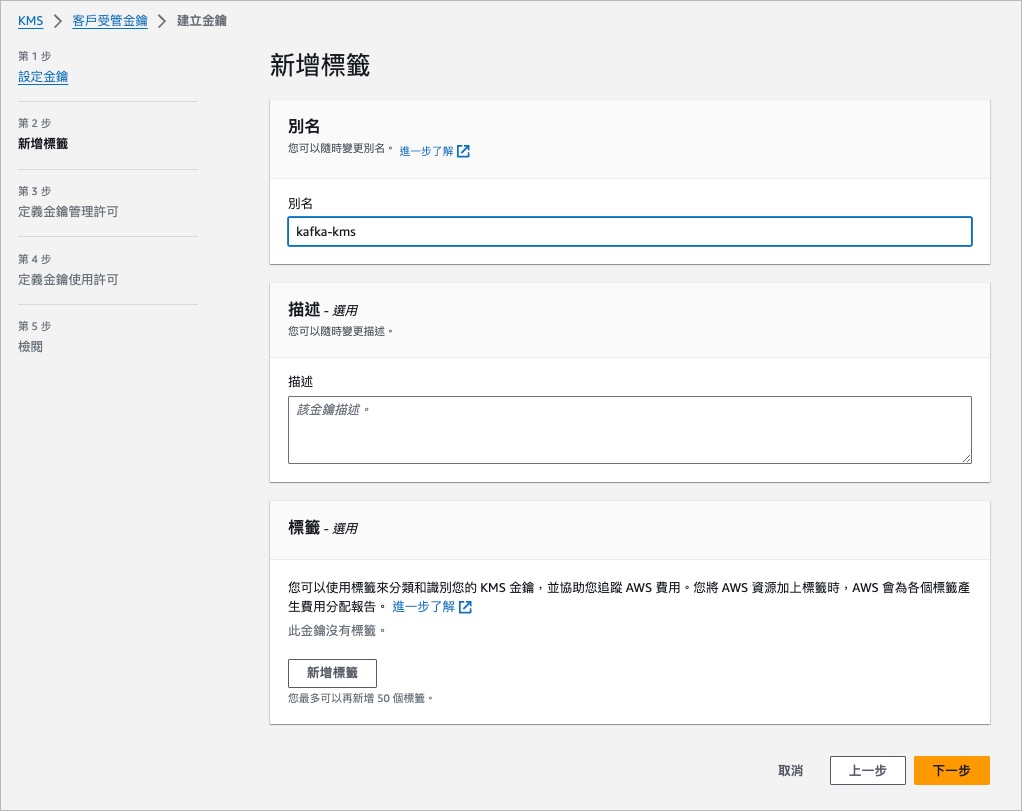 KMS > 客戶受管金鑰 > 建立金鑰
第 1 步
設定金鑰
第 2 步
新增標籤
第 3 步
定義金鑰管理許可
第 4 步
定義金鑰使用許可
第 5 步
檢閱
新增標籤
別名
您可以隨時變更別名。 進一步了解
別名
kafka-kms
描述 - 選用
您可以隨時變更描述。
描述
該金鑰描述。
標籤 - 選用
您可以使用標籤來分類和識別您的 KMS 金鑰，並協助您追蹤 AWS 費用。您將 AWS 資源加上標籤時，AWS 會為各個標籤產
生費用分配報告。 進一步了解
此金鑰沒有標籤。
新增標籤
您最多可以再新增 50 個標籤。
取消 上一步 下一步